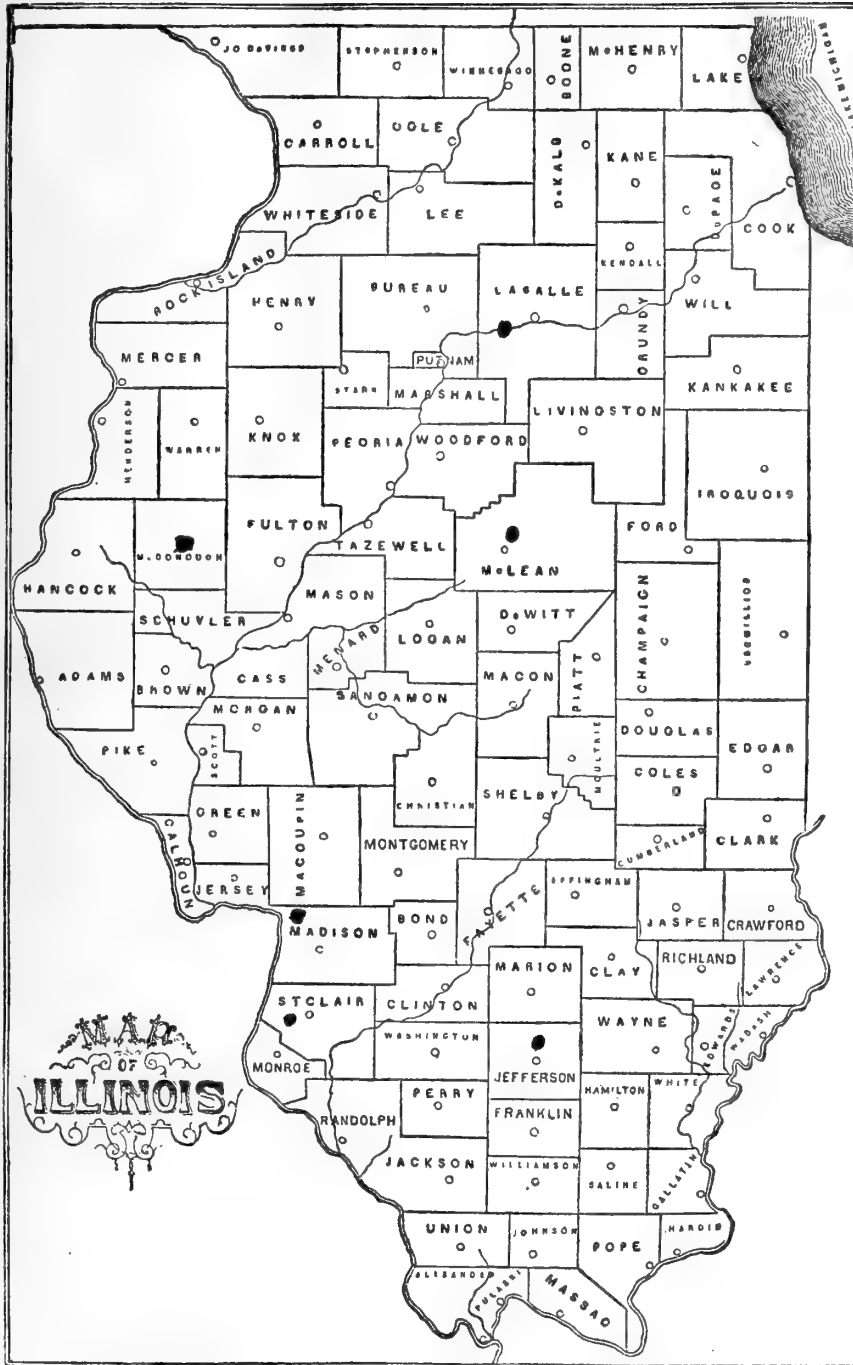 JO DAVIESS
STEPHENSON
WINNEBAGO
BOONE
McHENRY
LAKE
LAKE MICHIGAN
CARROLL
OGLE
DeKALB
KANE
DUPAGE
COOK
WHITESIDE
LEE
KENDALL
ROCK ISLAND
HENRY
BUREAU
LASALLE
GRUNDY
WILL
MERCER
PUTNAM
STARK
MARSHALL
KANKAKEE
HENDERSON
WARREN
KNOX
PEORIA
WOODFORD
LIVINGSTON
IROQUOIS
FULTON
FORD
HANCOCK
McDONOUGH
TAZEWELL
McLEAN
MASON
SCHUYLER
DeWITT
CHAMPAIGN
VERMILLION
ADAMS
BROWN
CASS
MENARD
LOGAN
MACON
PIATT
SANGAMON
MORGAN
PIKE
SCOTT
DOUGLAS
EDGAR
MOULTRIE
COLES
CHRISTIAN
SHELBY
GREEN
MACOUPIN
MONTGOMERY
CUMBERLAND
CLARK
CALHOUN
JERSEY
FAYETTE
EFFINGHAM
JASPER
CRAWFORD
BOND
MADISON
MARION
CLAY
RICHLAND
LAWRENCE
ST CLAIR
CLINTON
WAYNE
EDWARDS
WABASH
WASHINGTON
MONROE
JEFFERSON
HAMILTON
WHITE
PERRY
FRANKLIN
RANDOLPH
JACKSON
WILLIAMSON
SALINE
GALLATIN
UNION
JOHNSON
POPE
HARDIN
ALEXANDER
PULASKI
MASSAC
MAP
OF
ILLINOIS